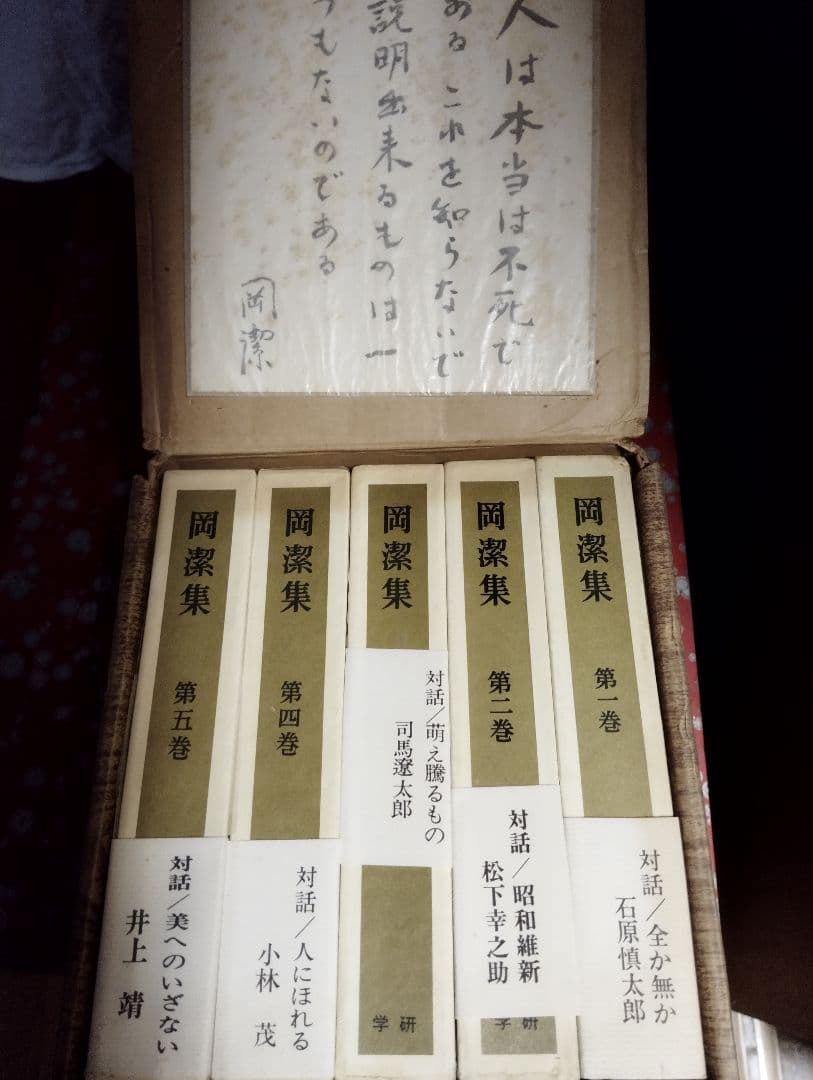 人は本当は不死で
ある これを知らないで
説明出来るものは一
つもないのである
岡潔
岡潔集
第一巻
対話/全か無か
石原慎太郎
岡潔集
第二巻
対話/昭和維新
松下幸之助
学研
岡潔集
対話/萌え騰るもの
司馬遼太郎
学研
岡潔集
第四巻
対話/人にほれる
小林 茂
岡潔集
第五巻
対話/美へのいざない
井上 靖